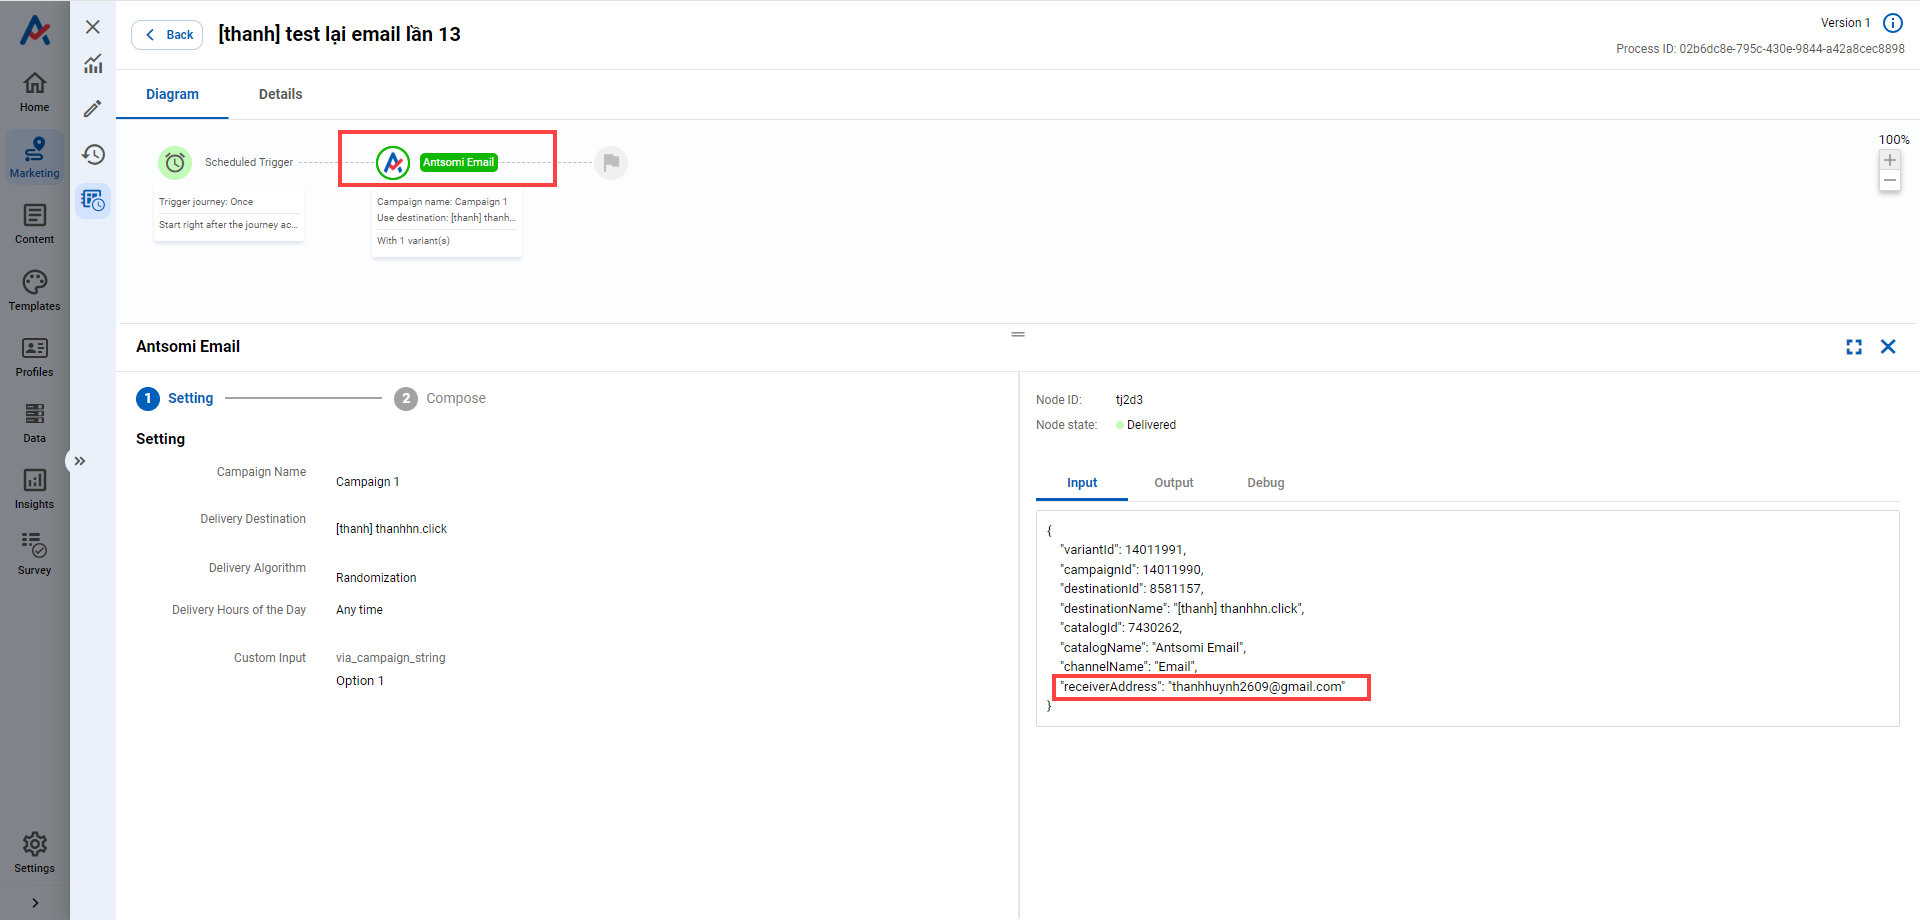 Home
Marketing
Content
Templates
Profiles
Data
Insights
Survey
Settings
Back
[thanh] test lại email lần 13
Version 1
Process ID: 02b6dc8e-795c-430e-9844-a42a8cec8898
Diagram
Details
100%
Scheduled Trigger
Trigger journey: Once
Start right after the journey ac...
Antsomi Email
Campaign name: Campaign 1
Use destination: [thanh] thanh...
With 1 variant(s)
Antsomi Email
1 Setting
2 Compose
Setting
Campaign Name
Campaign 1
Delivery Destination
[thanh] thanhhn.click
Delivery Algorithm
Randomization
Delivery Hours of the Day
Any time
Custom Input
via_campaign_string
Option 1
Node ID: tj2d3
Node state: Delivered
Input
Output
Debug
{
"variantId": 14011991,
"campaignId": 14011990,
"destinationId": 8581157,
"destinationName": "[thanh] thanhhn.click",
"catalogId": 7430262,
"catalogName": "Antsomi Email",
"channelName": "Email",
"receiverAddress": "thanhhuynh2609@gmail.com"
}